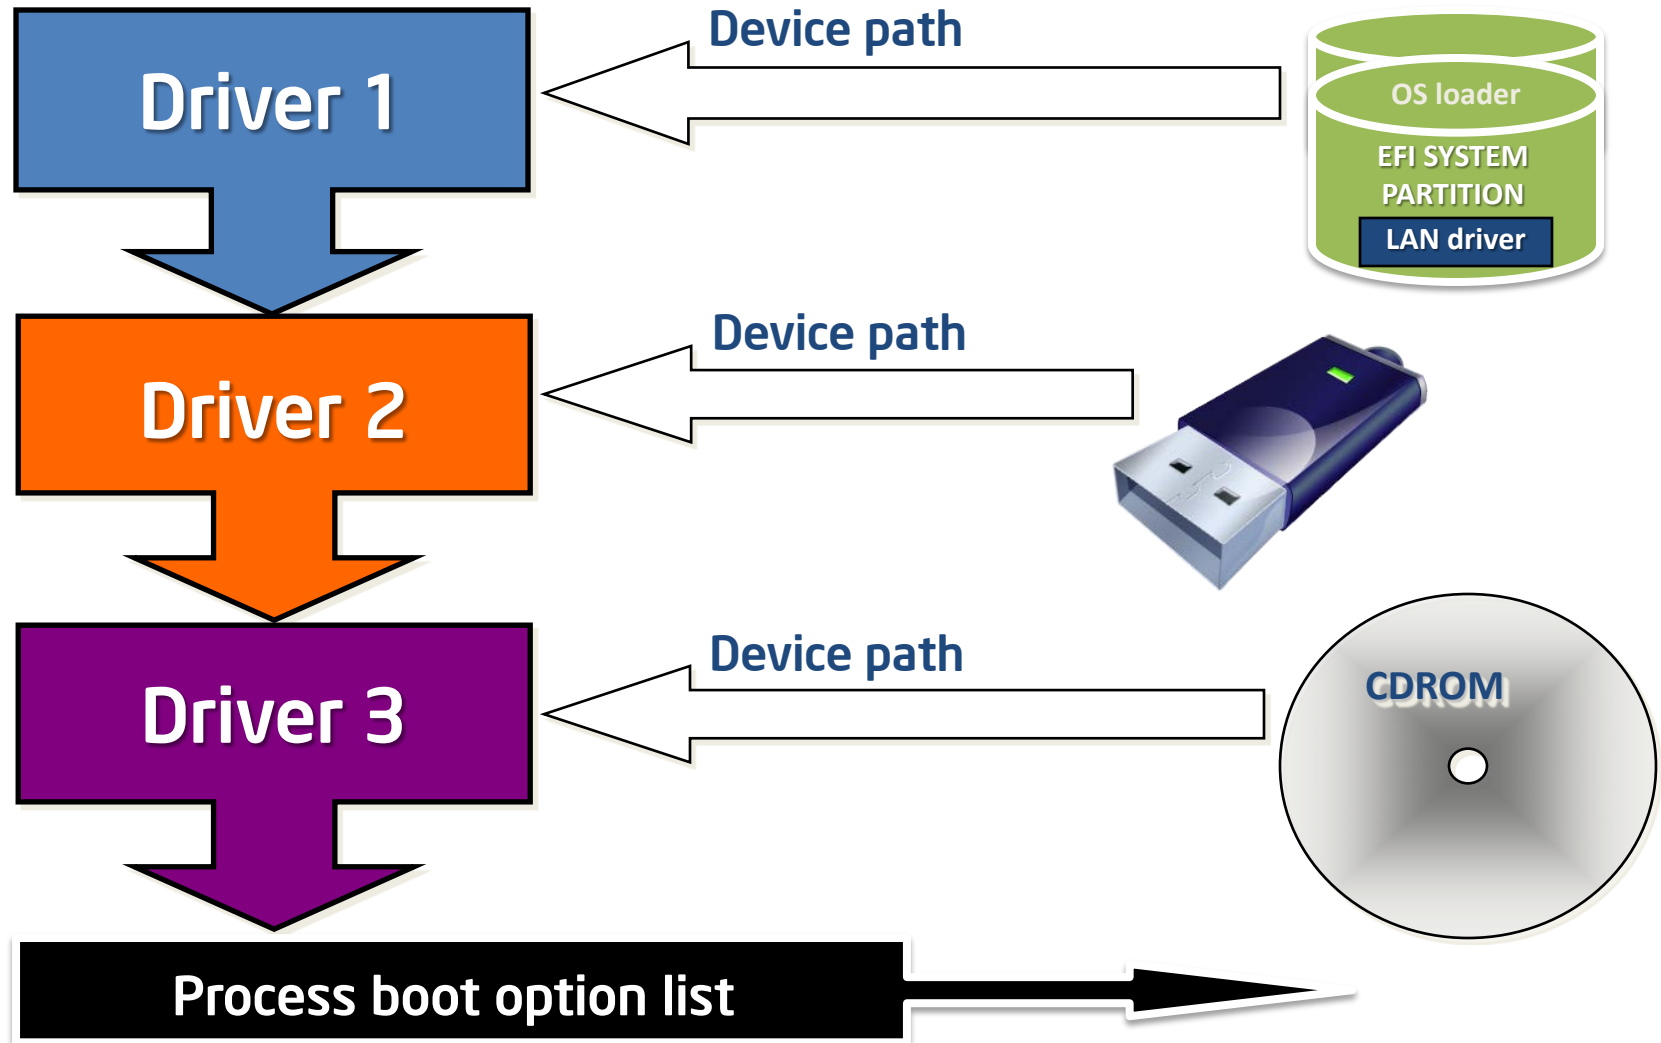 Device path
Driver 1
OS loader
EFI SYSTEM
PARTITION
LAN driver
Device path
Driver 2
Device path
Driver 3
CDROM
Process boot option list